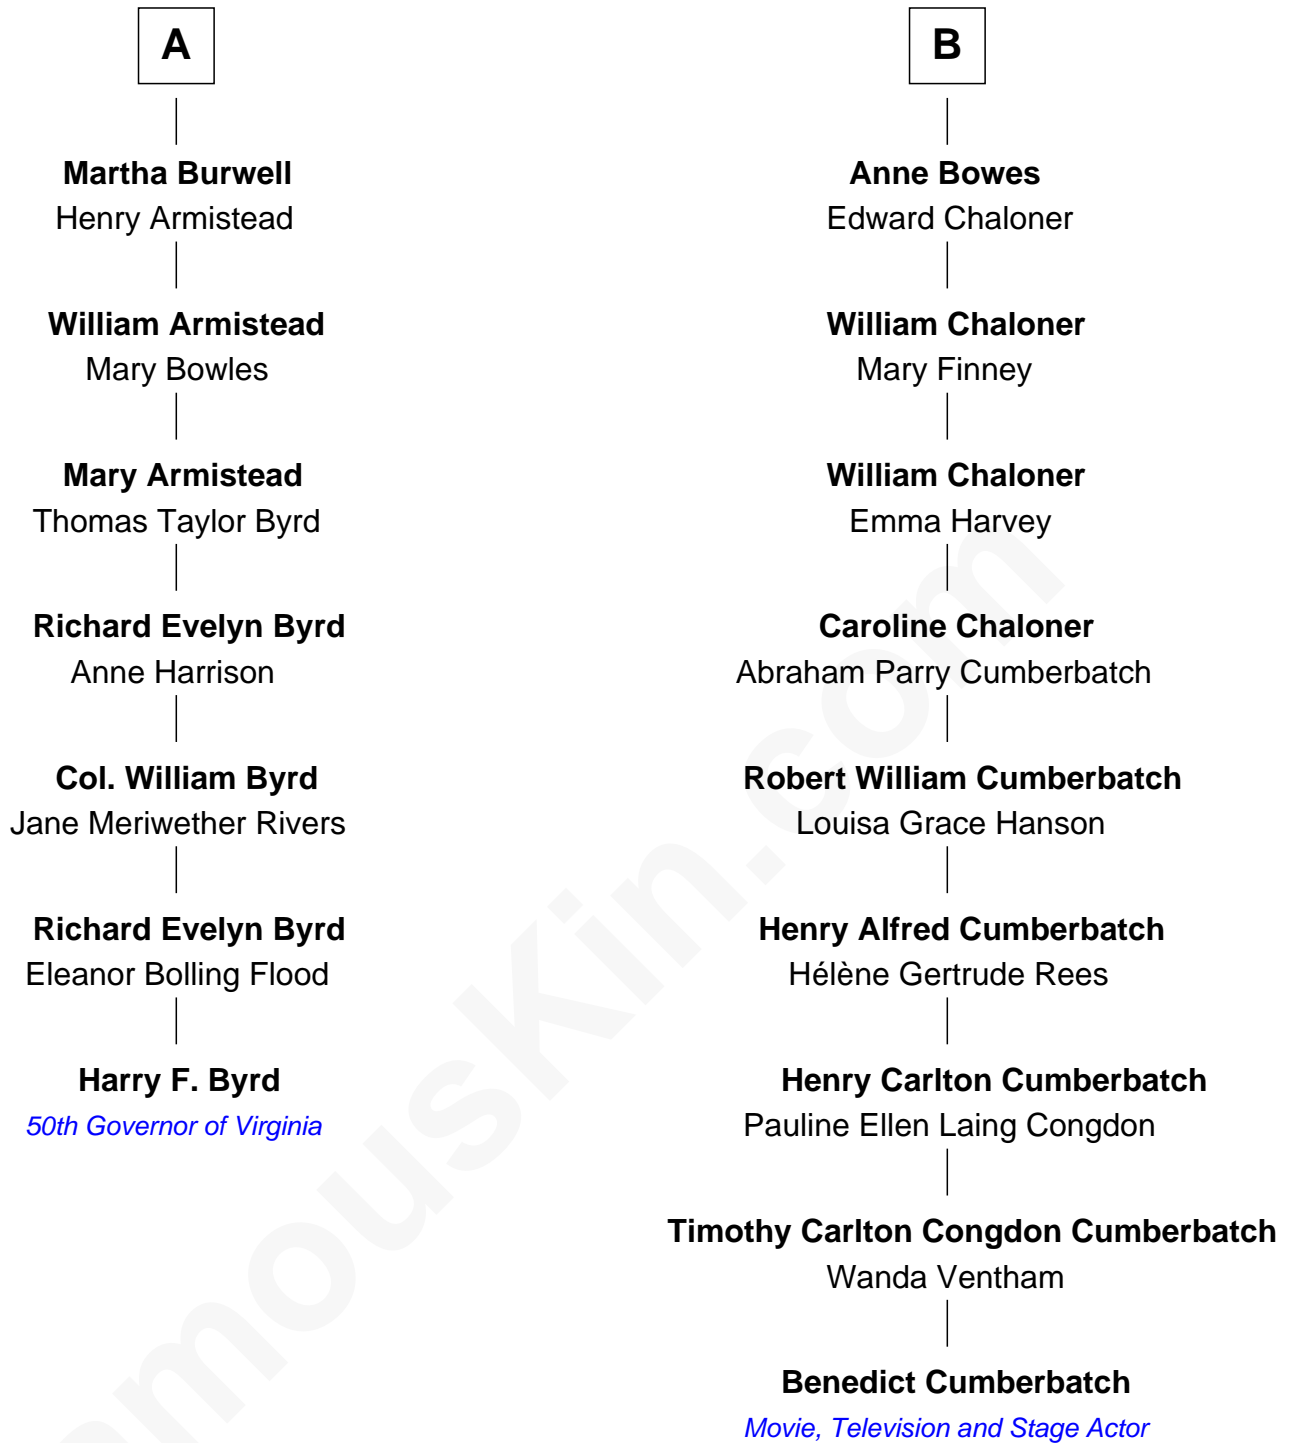 A
Martha Burwell
Henry Armistead
William Armistead
Mary Bowles
Mary Armistead
Thomas Taylor Byrd
Richard Evelyn Byrd
Anne Harrison
Col. William Byrd
Jane Meriwether Rivers
Richard Evelyn Byrd
Eleanor Bolling Flood
Harry F. Byrd
50th Governor of Virginia
B
Anne Bowes
Edward Chaloner
William Chaloner
Mary Finney
William Chaloner
Emma Harvey
Caroline Chaloner
Abraham Parry Cumberbatch
Robert William Cumberbatch
Louisa Grace Hanson
Henry Alfred Cumberbatch
Hélène Gertrude Rees
Henry Carlton Cumberbatch
Pauline Ellen Laing Congdon
Timothy Carlton Congdon Cumberbatch
Wanda Ventham
Benedict Cumberbatch
Movie, Television and Stage Actor
amousKin.com